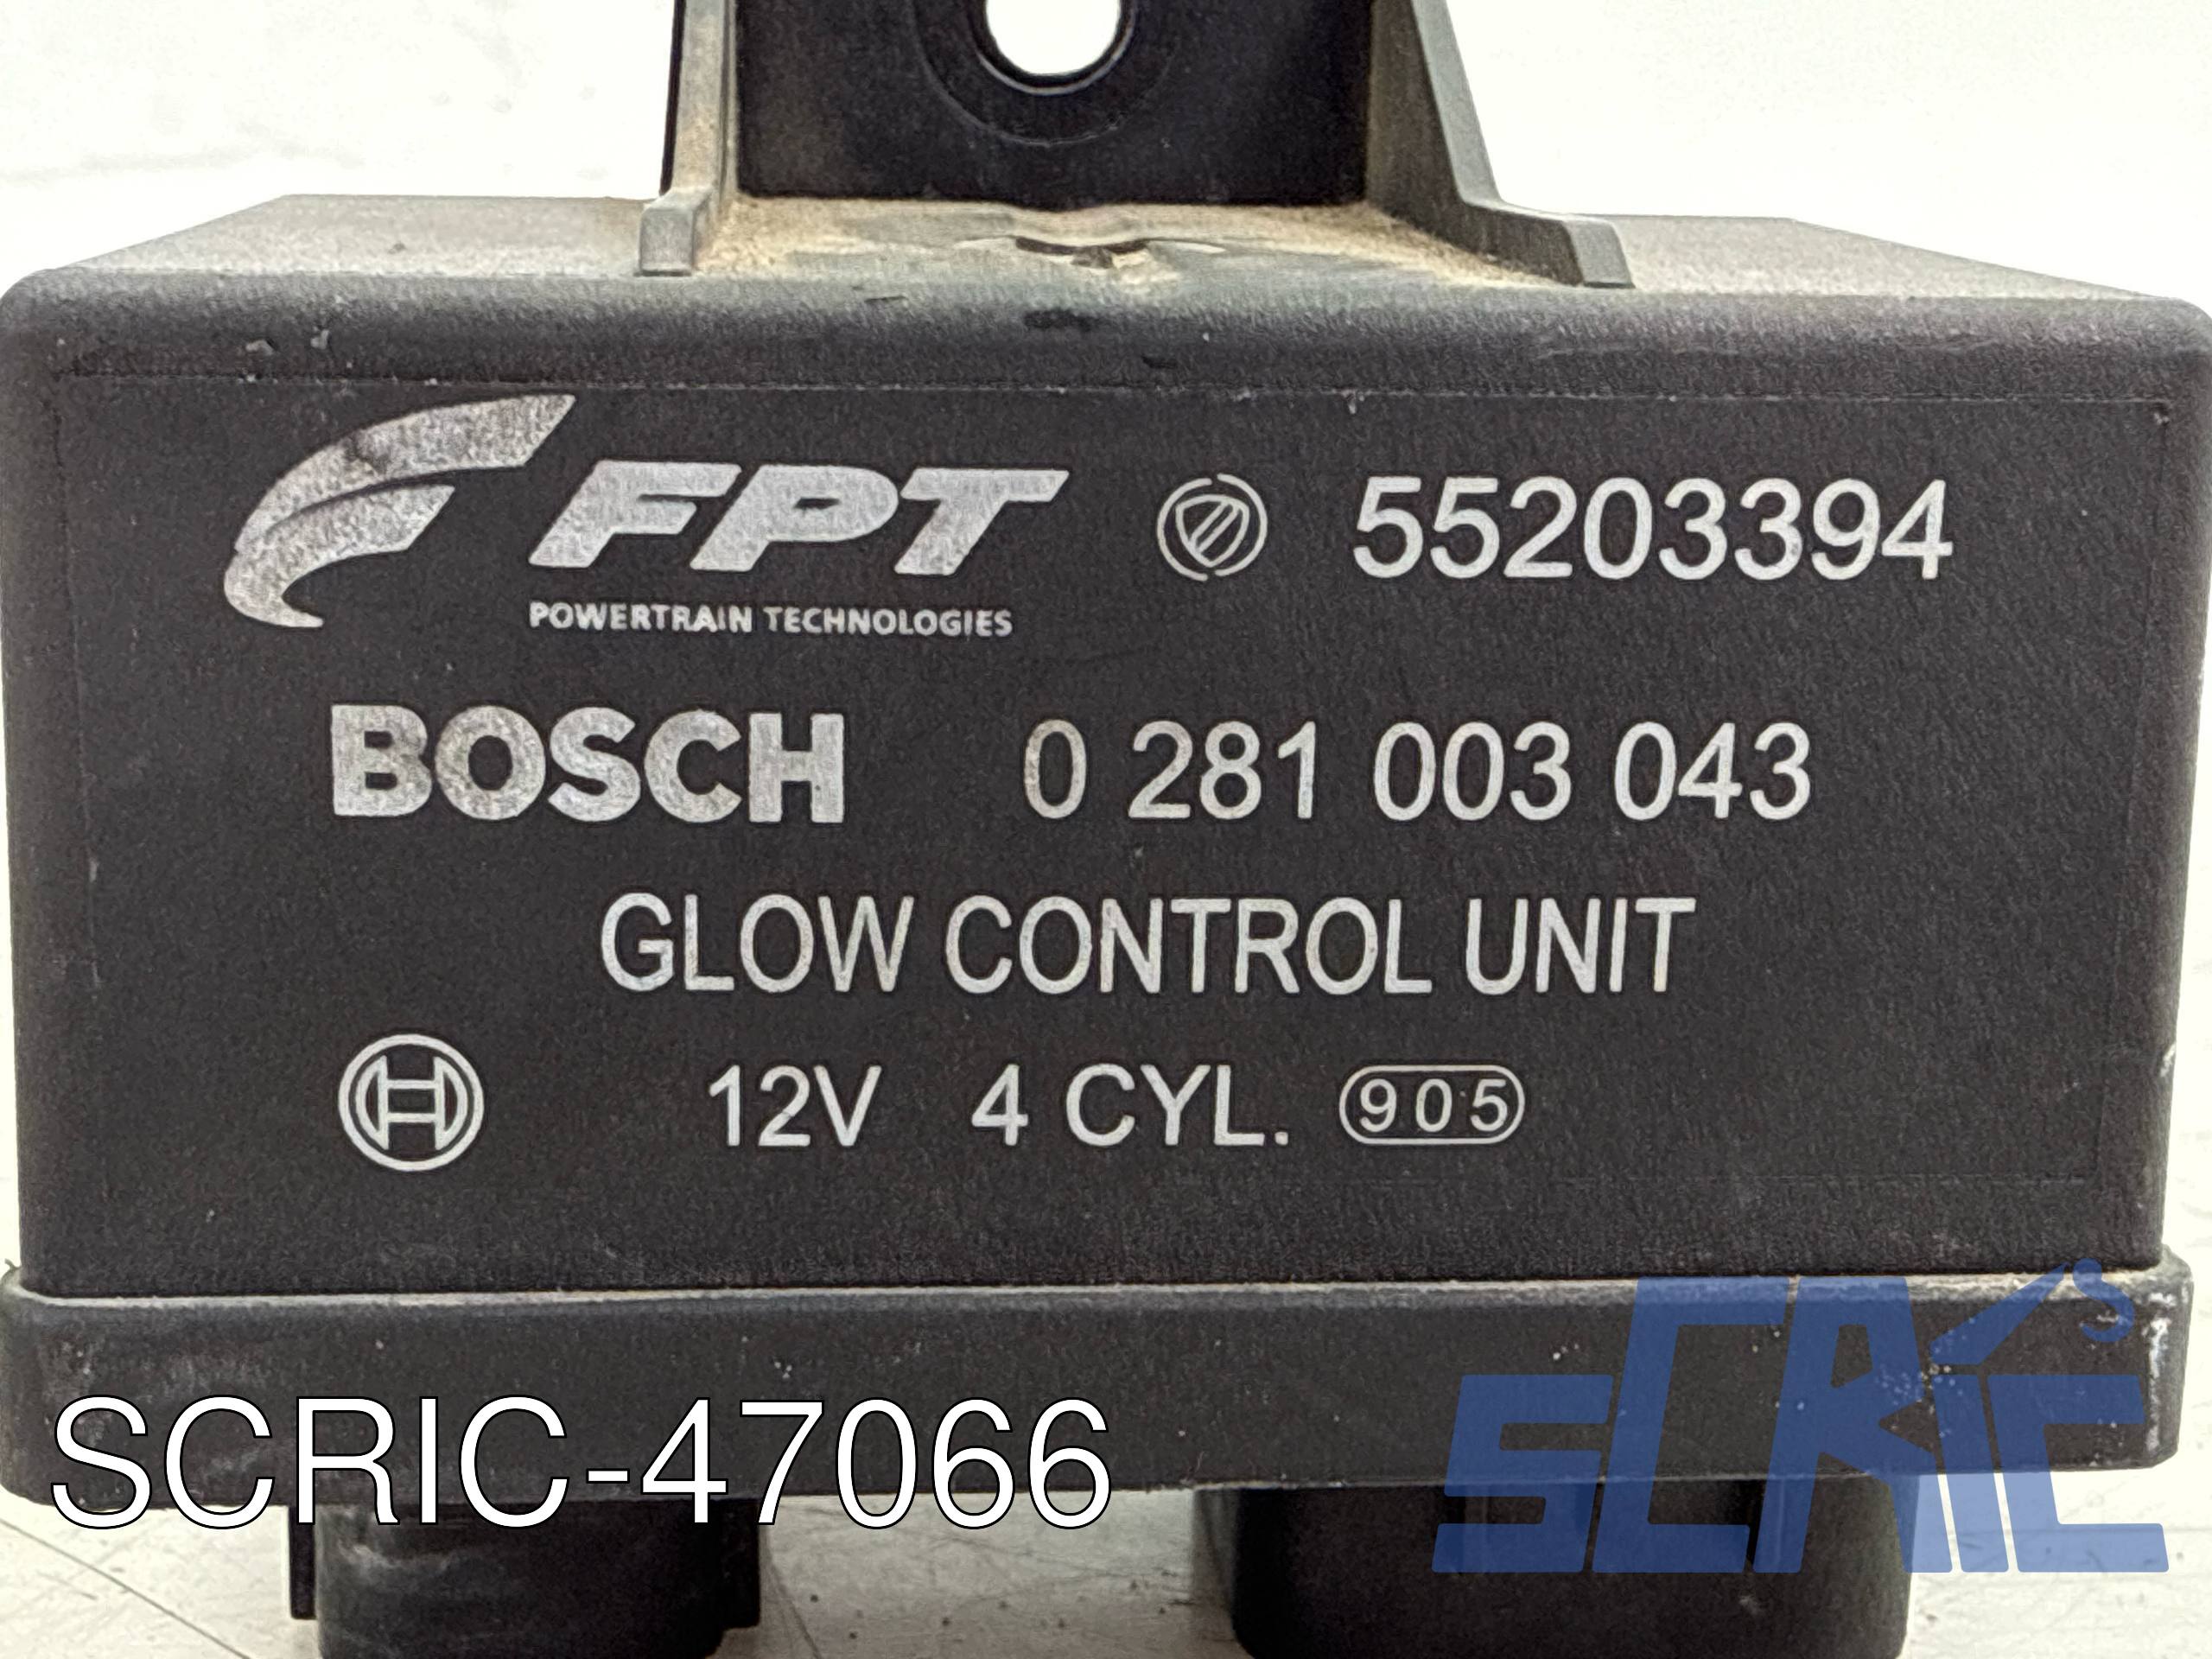 FPT 55203394
POWERTRAIN TECHNOLOGIES
BOSCH 0 281 003 043
GLOW CONTROL UNIT
12V 4 CYL. 905
SCRIC-47066
SCRIC